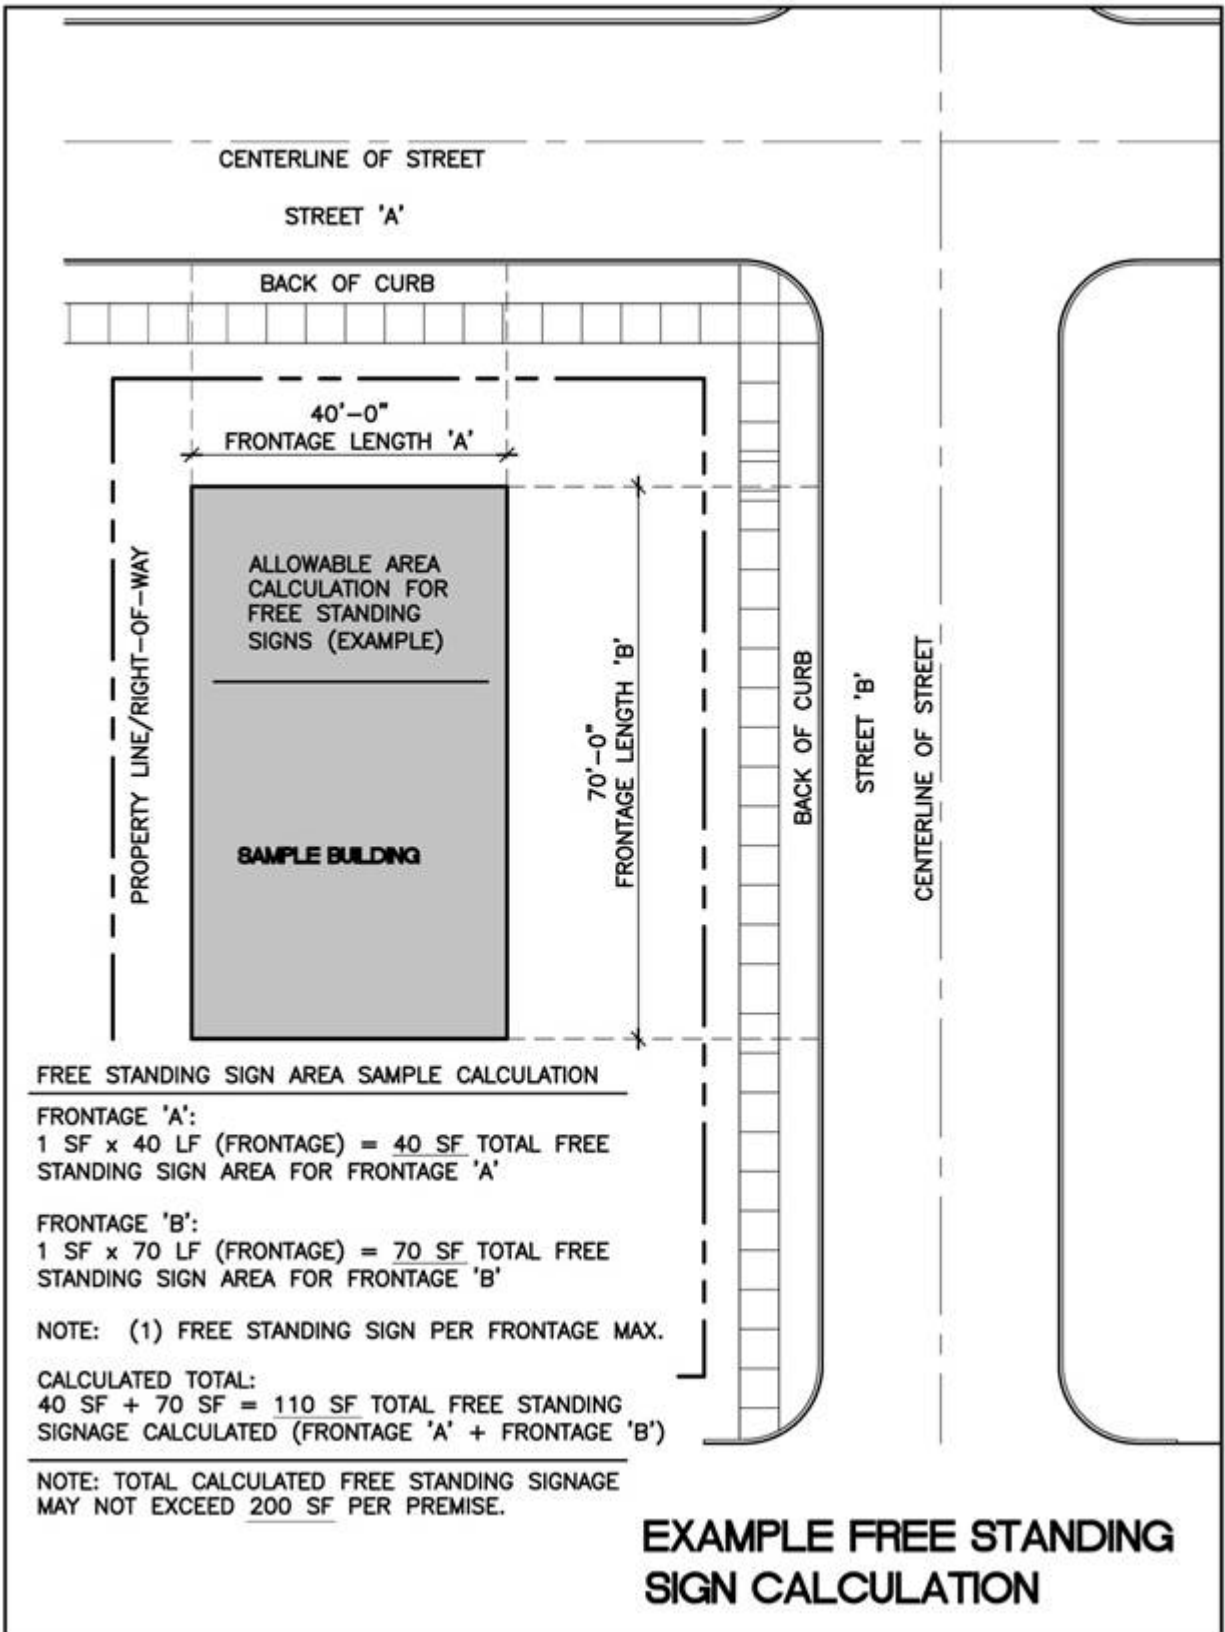 CENTERLINE OF STREET
STREET 'A'
BACK OF CURB
40'-0"
FRONTAGE LENGTH 'A'
ALLOWABLE AREA
CALCULATION FOR
FREE STANDING
SIGNS (EXAMPLE)
SAMPLE BUILDING
PROPERTY LINE/RIGHT-OF-WAY
70'-0"
FRONTAGE LENGTH 'B'
BACK OF CURB
STREET 'B'
CENTERLINE OF STREET
FREE STANDING SIGN AREA SAMPLE CALCULATION
FRONTAGE 'A':
1 SF x 40 LF (FRONTAGE) = 40 SF TOTAL FREE
STANDING SIGN AREA FOR FRONTAGE 'A'
FRONTAGE 'B':
1 SF x 70 LF (FRONTAGE) = 70 SF TOTAL FREE
STANDING SIGN AREA FOR FRONTAGE 'B'
NOTE: (1) FREE STANDING SIGN PER FRONTAGE MAX.
CALCULATED TOTAL:
40 SF + 70 SF = 110 SF TOTAL FREE STANDING
SIGNAGE CALCULATED (FRONTAGE 'A' + FRONTAGE 'B')
NOTE: TOTAL CALCULATED FREE STANDING SIGNAGE
MAY NOT EXCEED 200 SF PER PREMISE.
EXAMPLE FREE STANDING
SIGN CALCULATION